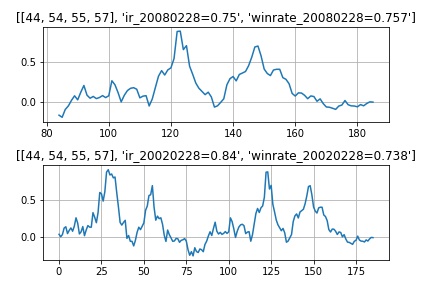 [[44, 54, 55, 57], 'ir_20080228=0.75', 'winrate_20080228=0.757']
0.5
0.0
80 100 120 140 160 180
[[44, 54, 55, 57], 'ir_20020228=0.84', 'winrate_20020228=0.738']
0.5
0.0
0 25 50 75 100 125 150 175